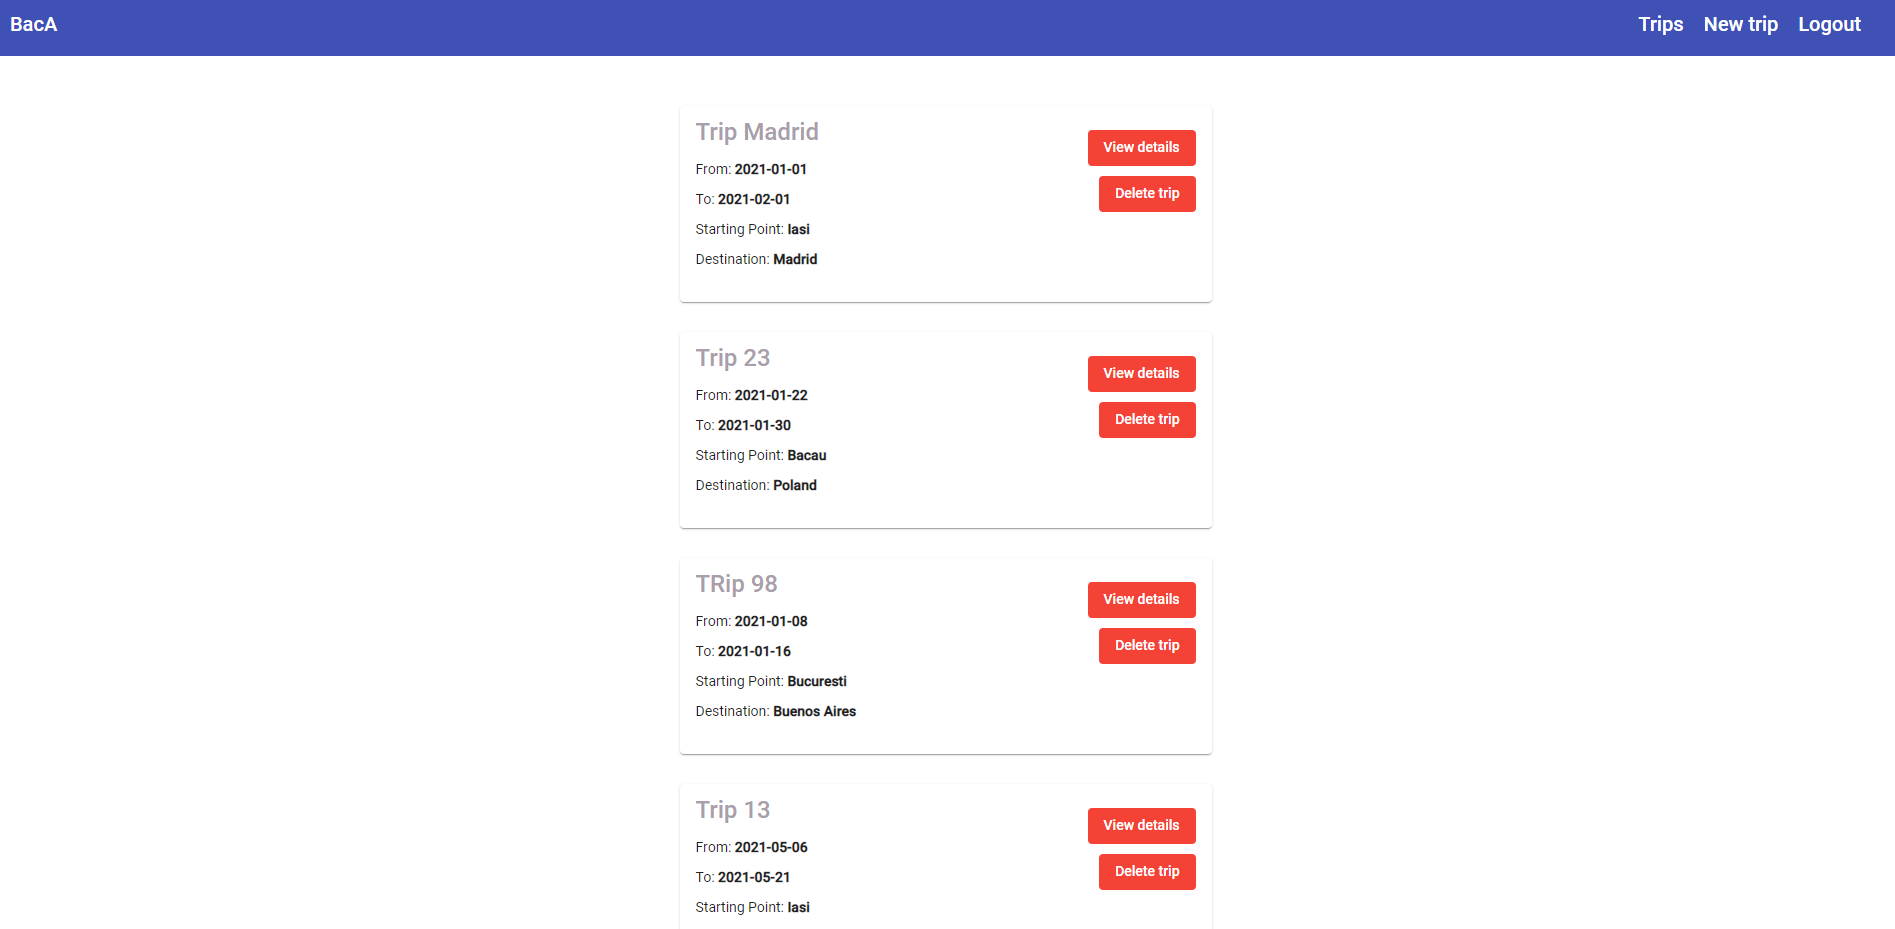 BacA Trips New trip Logout
Trip Madrid
View details
From: 2021-01-01
Delete trip
To: 2021-02-01
Starting Point: Iasi
Destination: Madrid
Trip 23
View details
From: 2021-01-22
Delete trip
To: 2021-01-30
Starting Point: Bacau
Destination: Poland
TRip 98
View details
From: 2021-01-08
Delete trip
To: 2021-01-16
Starting Point: Bucuresti
Destination: Buenos Aires
Trip 13
View details
From: 2021-05-06
Delete trip
To: 2021-05-21
Starting Point: Iasi